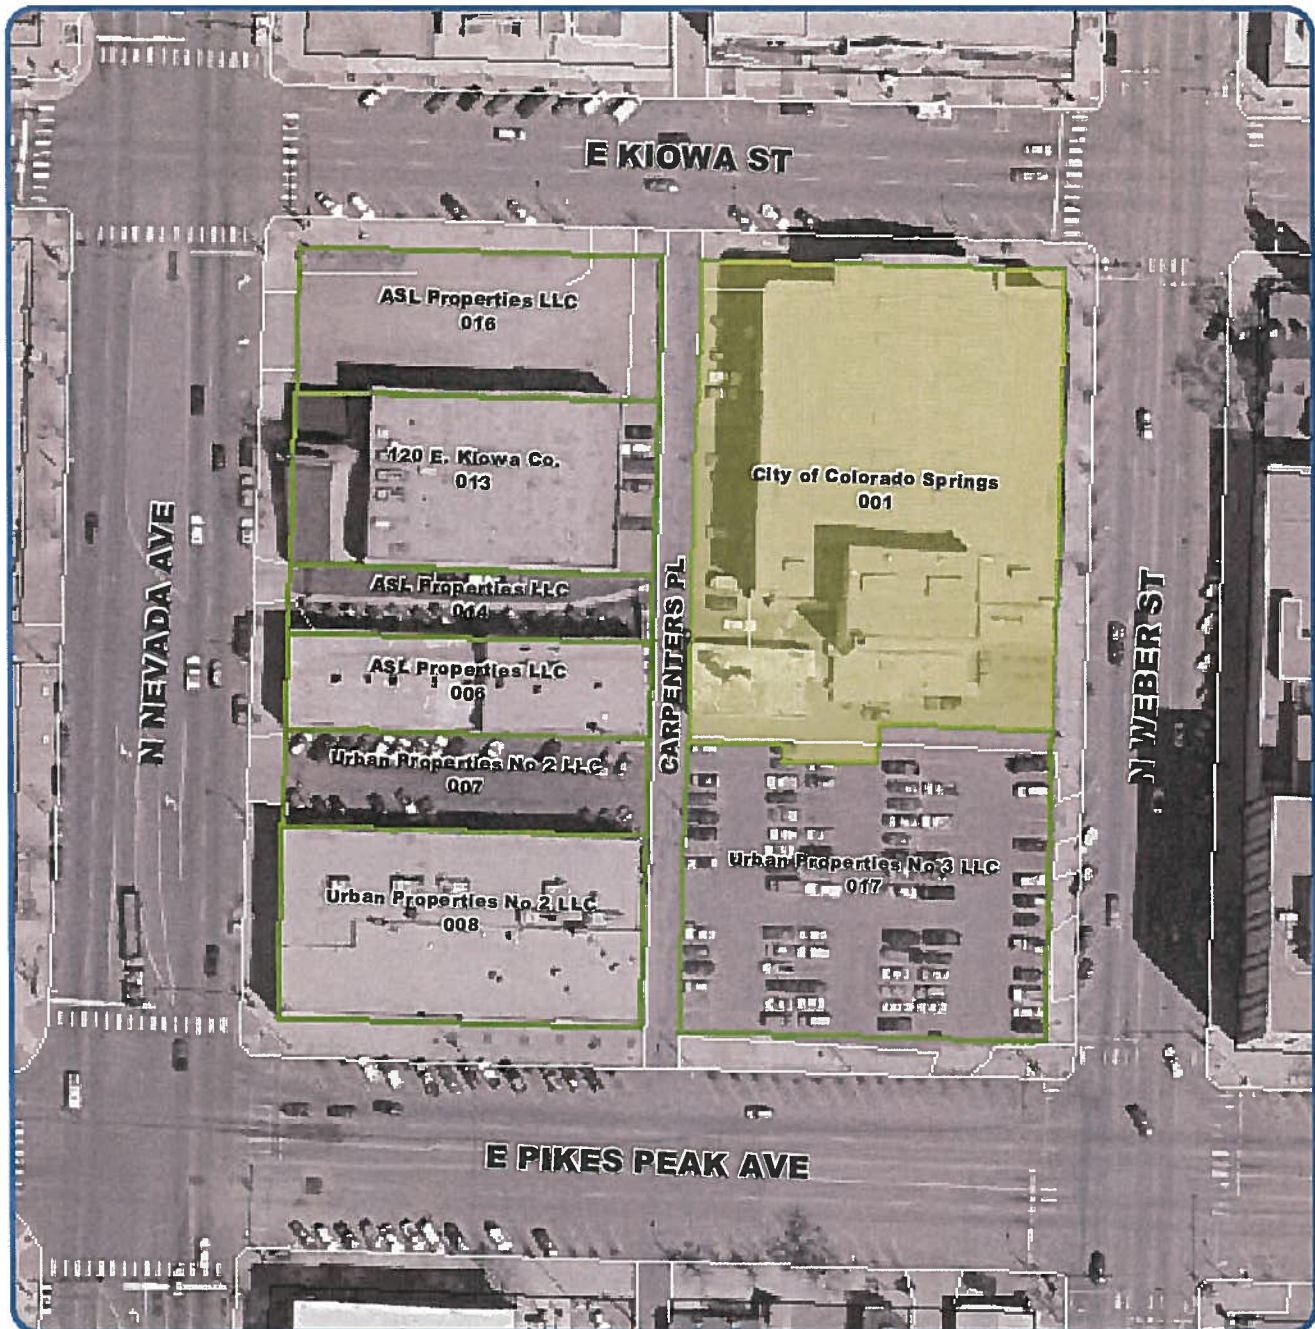 E KIOWA ST
ASL Properties LLC
016
120 E. Kiowa Co.
013
City of Colorado Springs
001
ASL Properties LLC
014
ASL Properties LLC
006
Urban Properties No 2 LLC
007
Urban Properties No 3 LLC
017
Urban Properties No 2 LLC
008
N NEVADA AVE
CARPENTERS PL
N WEBER ST
E PIKES PEAK AVE